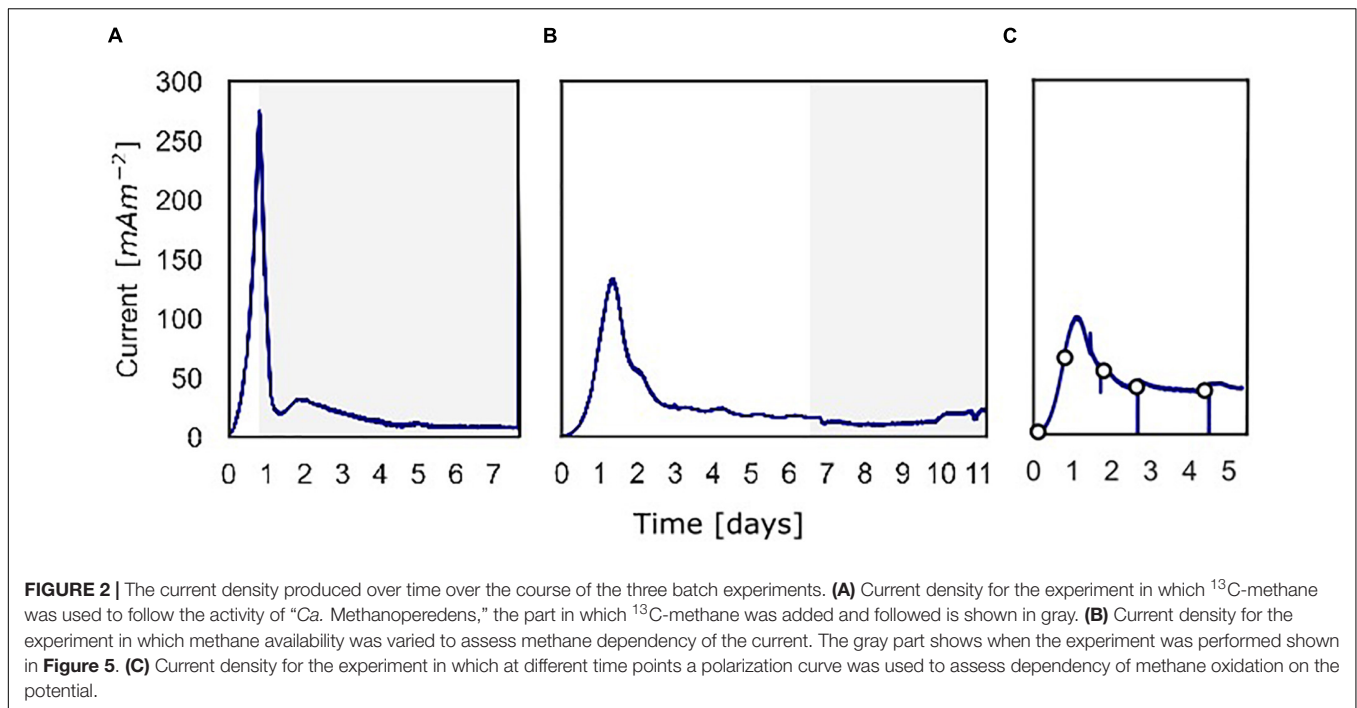 A
B
C
300
250
200
150
100
50
0
Current [mAm⁻²]
0 1 2 3 4 5 6 7
0 1 2 3 4 5 6 7 8 9 10 11
0 1 2 3 4 5
Time [days]
FIGURE 2 | The current density produced over time over the course of the three batch experiments. (A) Current density for the experiment in which ¹³C-methane
was used to follow the activity of “Ca. Methanoperedens,” the part in which ¹³C-methane was added and followed is shown in gray. (B) Current density for the
experiment in which methane availability was varied to assess methane dependency of the current. The gray part shows when the experiment was performed shown
in Figure 5. (C) Current density for the experiment in which at different time points a polarization curve was used to assess dependency of methane oxidation on the
potential.